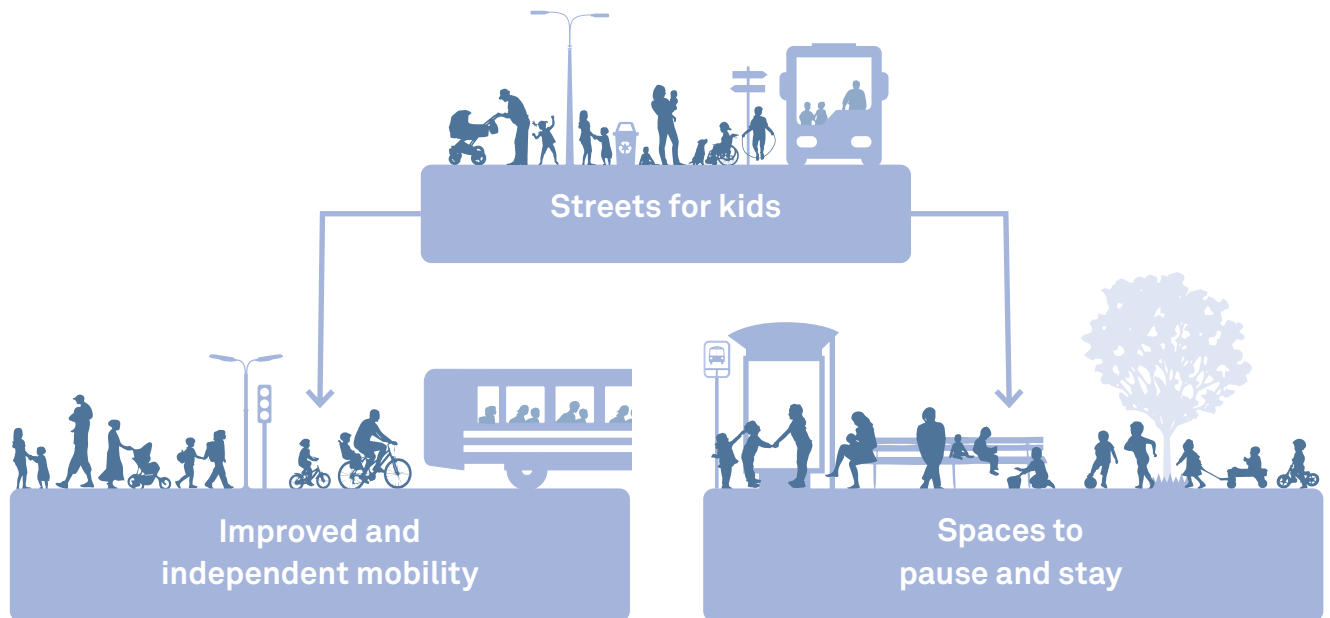 Streets for kids
Improved and
independent mobility
Spaces to
pause and stay